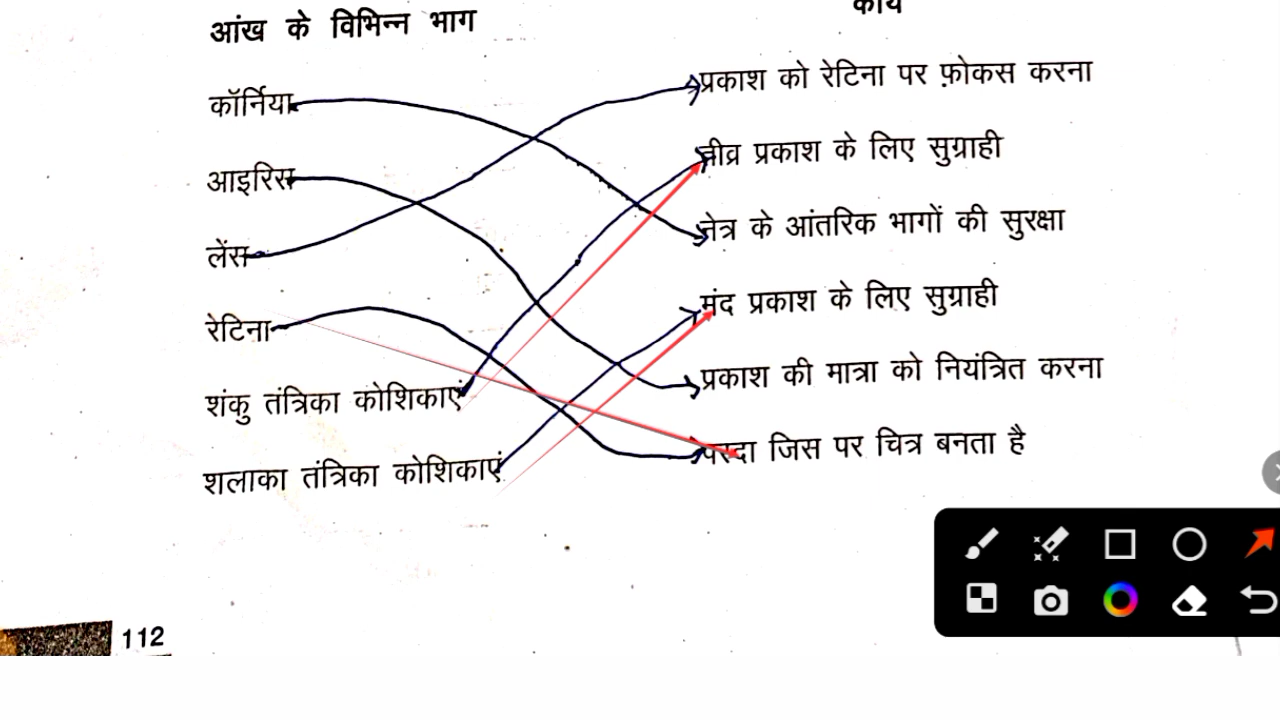 आंख के विभिन्न भाग
कार्य
कॉर्निया
प्रकाश को रेटिना पर फ़ोकस करना
आइरिस
तीव्र प्रकाश के लिए सुग्राही
लेंस
नेत्र के आंतरिक भागों की सुरक्षा
रेटिना
मंद प्रकाश के लिए सुग्राही
शंकु तंत्रिका कोशिकाएं
प्रकाश की मात्रा को नियंत्रित करना
शलाका तंत्रिका कोशिकाएं
परदा जिस पर चित्र बनता है
112